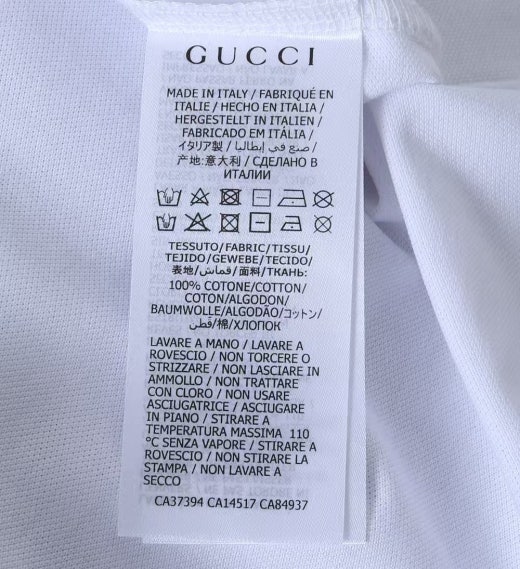 GUCCI
MADE IN ITALY / FABRIQUÉ EN
ITALIE / HECHO EN ITALIA /
HERGESTELLT IN ITALIEN /
FABRICADO EM ITÁLIA /
イタリア製 / صنع في إيطاليا /
产地:意大利 / СДЕЛАНО В
ИТАЛИИ
TESSUTO/FABRIC/TISSU/
TEJIDO/GEWEBE/TECIDO/
表地/قماش/面料/ТКАНЬ:
100% COTONE/COTTON/
COTON/ALGODON/
BAUMWOLLE/ALGODÃO/コットン/
قطن/棉/ХЛОПОК
LAVARE A MANO / LAVARE A
ROVESCIO / NON TORCERE O
STRIZZARE / NON LASCIARE IN
AMMOLLO / NON TRATTARE
CON CLORO / NON USARE
ASCIUGATRICE / ASCIUGARE
IN PIANO / STIRARE A
TEMPERATURA MASSIMA 110
°C SENZA VAPORE / STIRARE A
ROVESCIO / NON STIRARE LA
STAMPA / NON LAVARE A
SECCO
CA37394 CA14517 CA84937